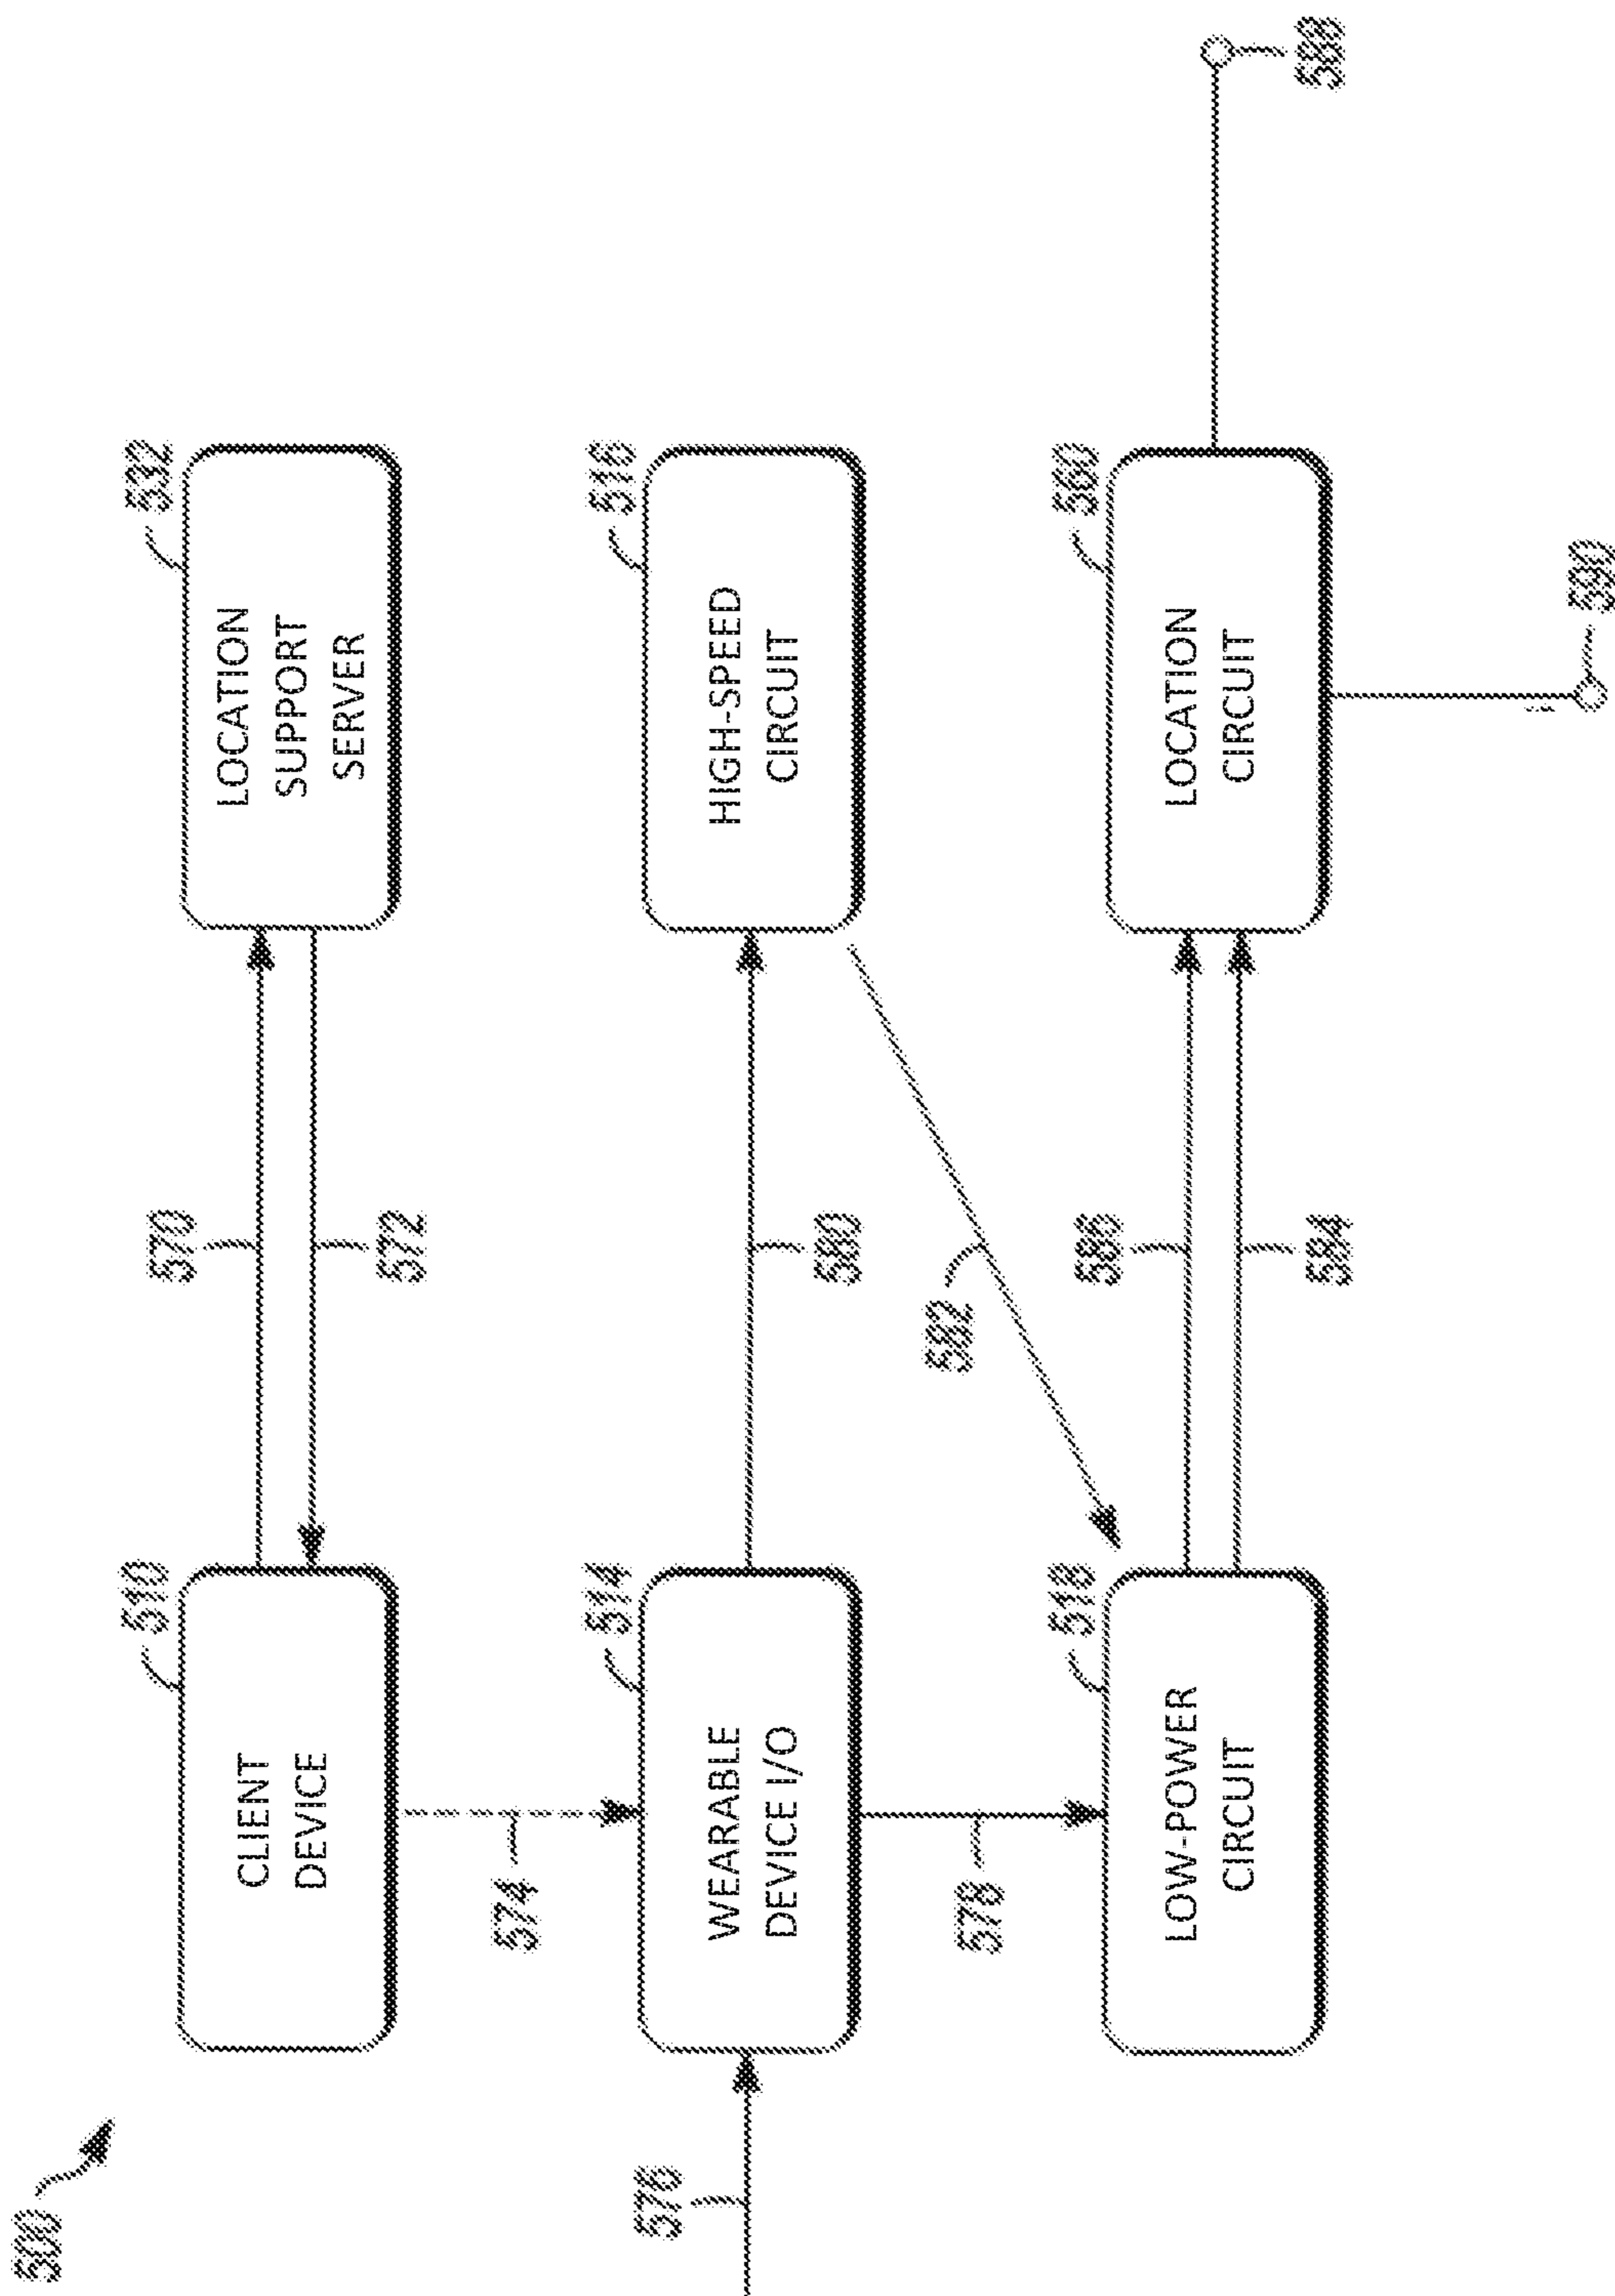 500
510
CLIENT
DEVICE
570
572
532
LOCATION
SUPPORT
SERVER
574
576
514
WEARABLE
DEVICE I/O
580
516
HIGH-SPEED
CIRCUIT
578
582
518
LOW-POWER
CIRCUIT
586
584
560
LOCATION
CIRCUIT
588
590